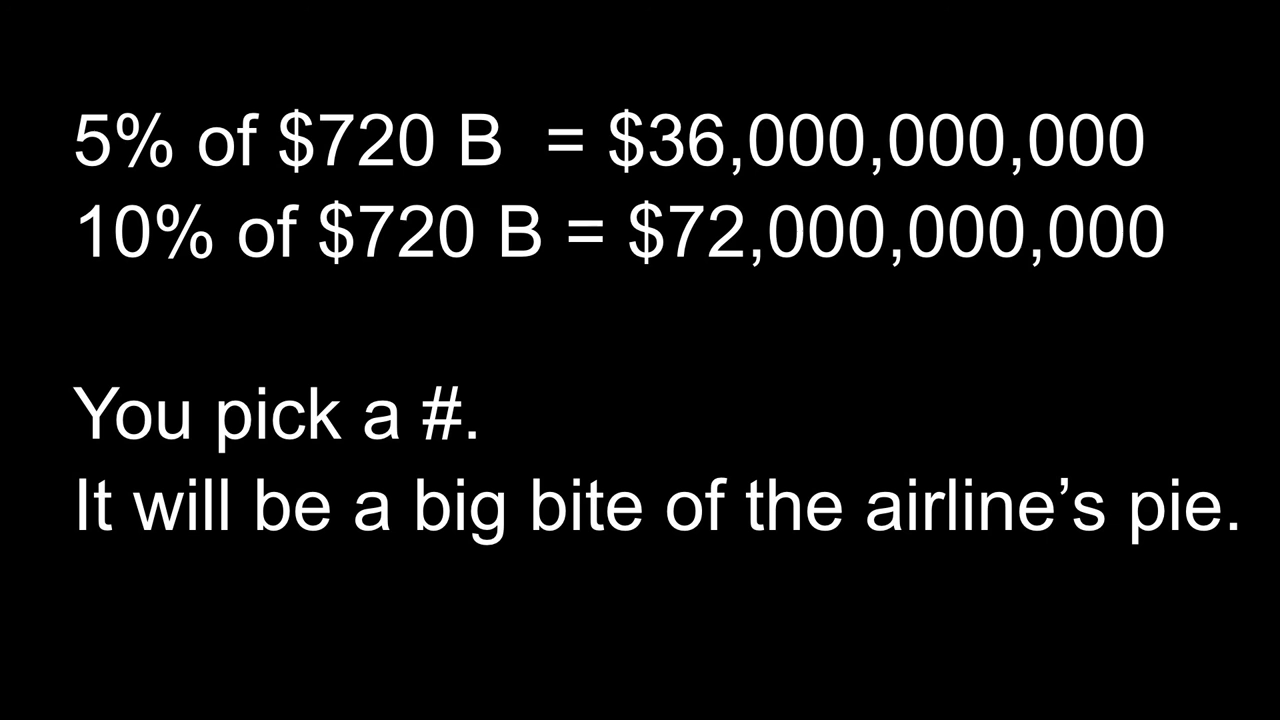 5% of $720 B  = $36,000,000,000
10% of $720 B = $72,000,000,000
You pick a #.
It will be a big bite of the airline’s pie.